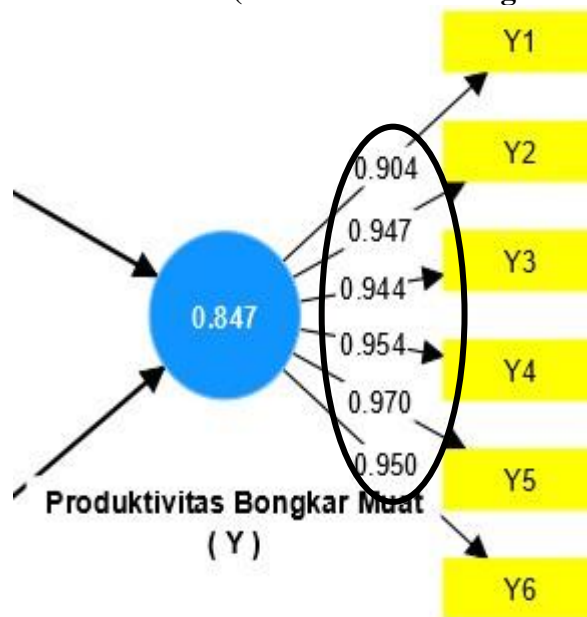 Y1
0.904
Y2
0.947
Y3
0.944
0.847
0.954
Y4
0.970
0.950
Y5
Produktivitas Bongkar Muat
( Y )
Y6